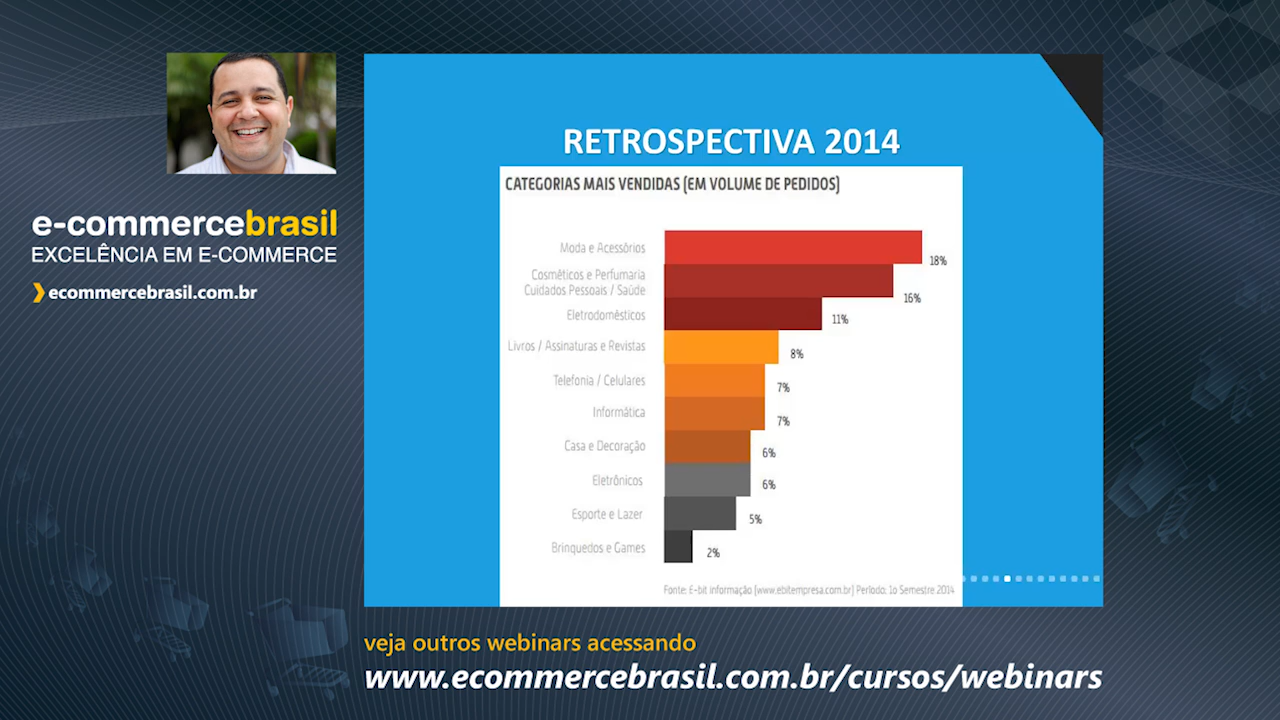 e-commercebrasil
EXCELÊNCIA EM E-COMMERCE
ecommercebrasil.com.br
RETROSPECTIVA 2014
CATEGORIAS MAIS VENDIDAS (EM VOLUME DE PEDIDOS)
Moda e Acessórios 18%
Cosméticos e Perfumaria
Cuidados Pessoais / Saúde 16%
Eletrodomésticos 11%
Livros / Assinaturas e Revistas 8%
Telefonia / Celulares 7%
Informática 7%
Casa e Decoração 6%
Eletrônicos 6%
Esporte e Lazer 5%
Brinquedos e Games 2%
Fonte: E-bit informação (www.ebitempresa.com.br) Período: 1o Semestre 2014
veja outros webinars acessando
www.ecommercebrasil.com.br/cursos/webinars